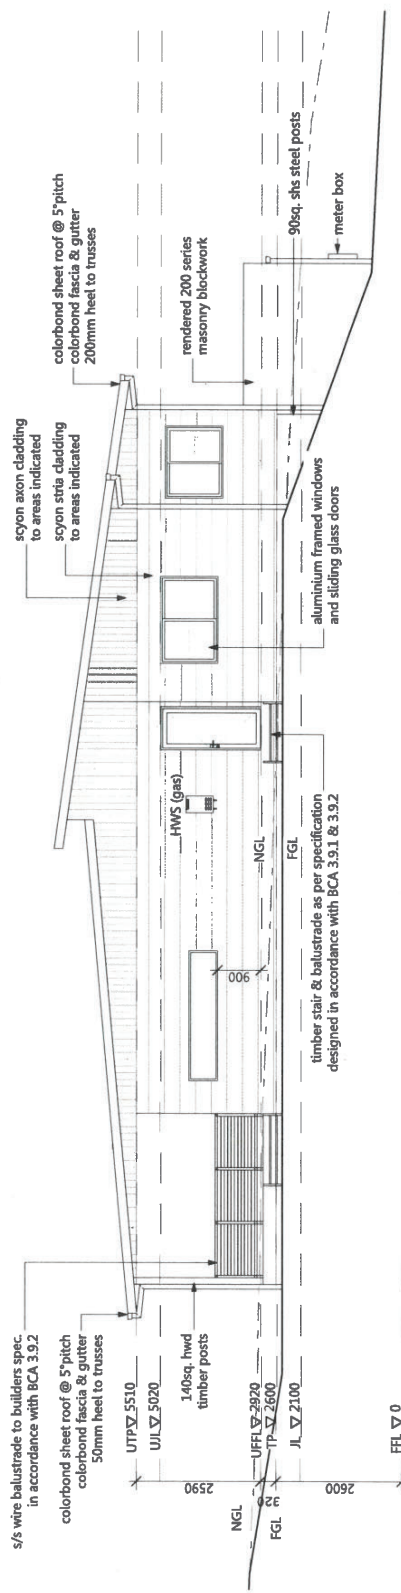 s/s wire balustrade to builders spec.
in accordance with BCA 3.9.2
colorbond sheet roof @ 5°pitch
colorbond fascia & gutter
50mm heel to trusses
140sq. hwd
timber posts
UTP 5510
UJL 5020
UFFL 2920
TP 2600
JL 2100
FFL 0
2590
320
2600
NGL
FGL
scyon axon cladding
to areas indicated
scyon stria cladding
to areas indicated
colorbond sheet roof @ 5°pitch
colorbond fascia & gutter
200mm heel to trusses
rendered 200 series
masonry blockwork
90sq. shs steel posts
meter box
HWS (gas)
900
NGL
FGL
timber stair & balustrade as per specification
designed in accordance with BCA 3.9.1 & 3.9.2
aluminium framed windows
and sliding glass doors